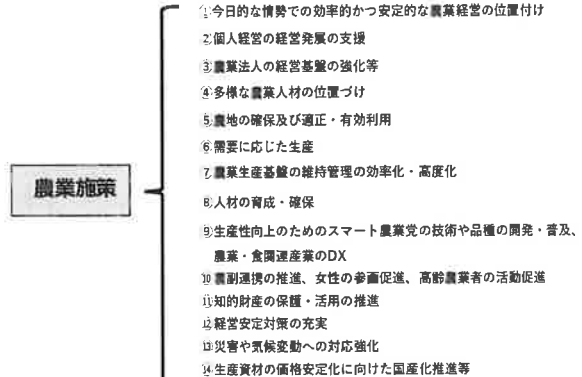 ①今日的な情勢での効率的かつ安定的な農業経営の位置付け
②個人経営の経営発展の支援
③農業法人の経営基盤の強化等
④多様な農業人材の位置づけ
⑤農地の確保及び適正・有効利用
⑥需要に応じた生産
⑦農業生産基盤の維持管理の効率化・高度化
農業施策
⑧人材の育成・確保
⑨生産性向上のためのスマート農業党の技術や品種の開発・普及、
農業・食関連産業のDX
⑩農副連携の推進、女性の参画促進、高齢農業者の活動促進
⑪知的財産の保護・活用の推進
⑫経営安定対策の充実
⑬災害や気候変動への対応強化
⑭生産資材の価格安定化に向けた国産化推進等